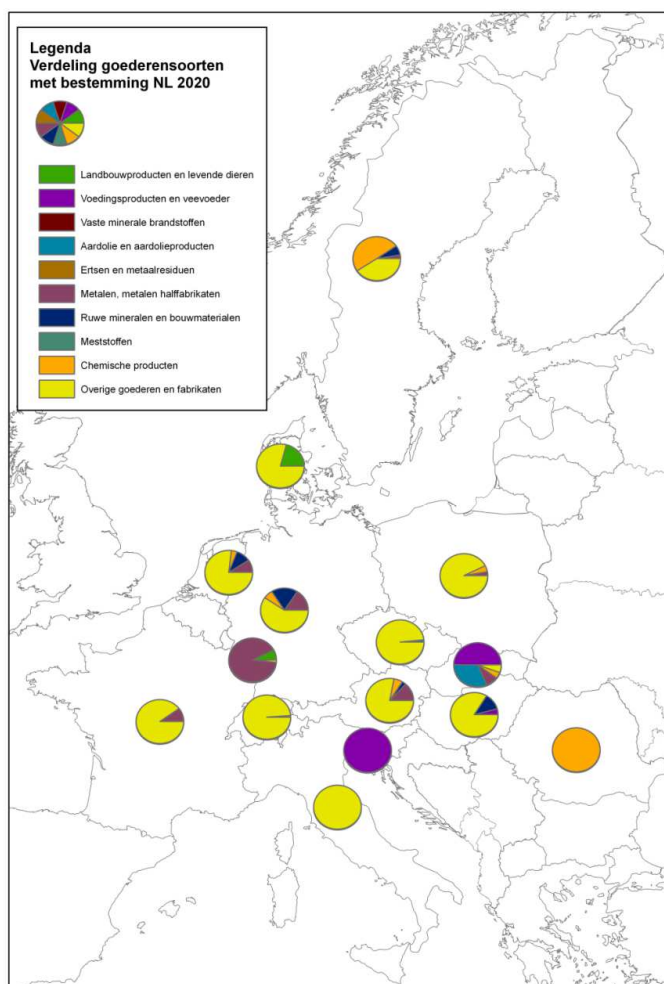 Legenda
Verdeling goederensoorten
met bestemming NL 2020
Landbouwproducten en levende dieren
Voedingsproducten en veevoeder
Vaste minerale brandstoffen
Aardolie en aardolieproducten
Ertsen en metaalresiduen
Metalen, metalen halffabrikaten
Ruwe mineralen en bouwmaterialen
Meststoffen
Chemische producten
Overige goederen en fabrikaten